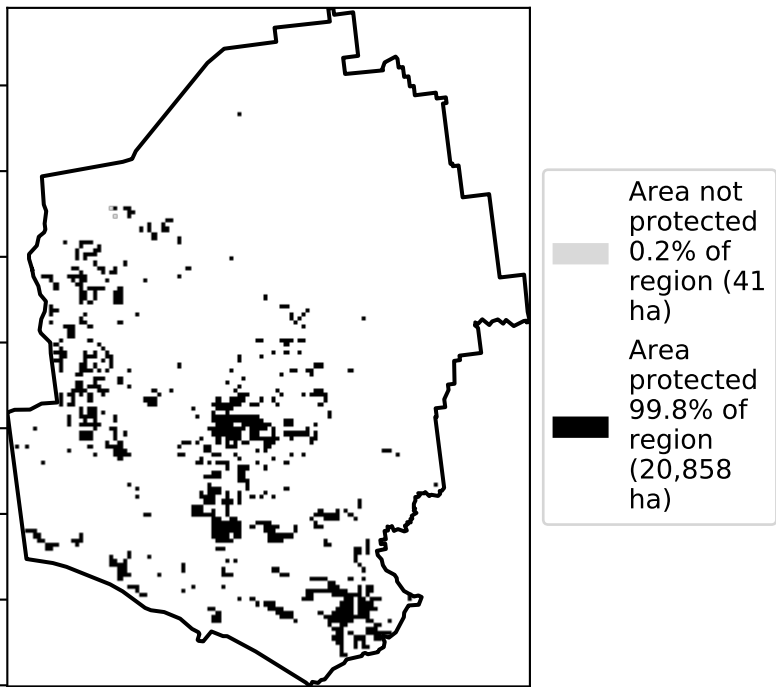 Area not
protected
0.2% of
region (41
ha)
Area
protected
99.8% of
region
(20,858
ha)